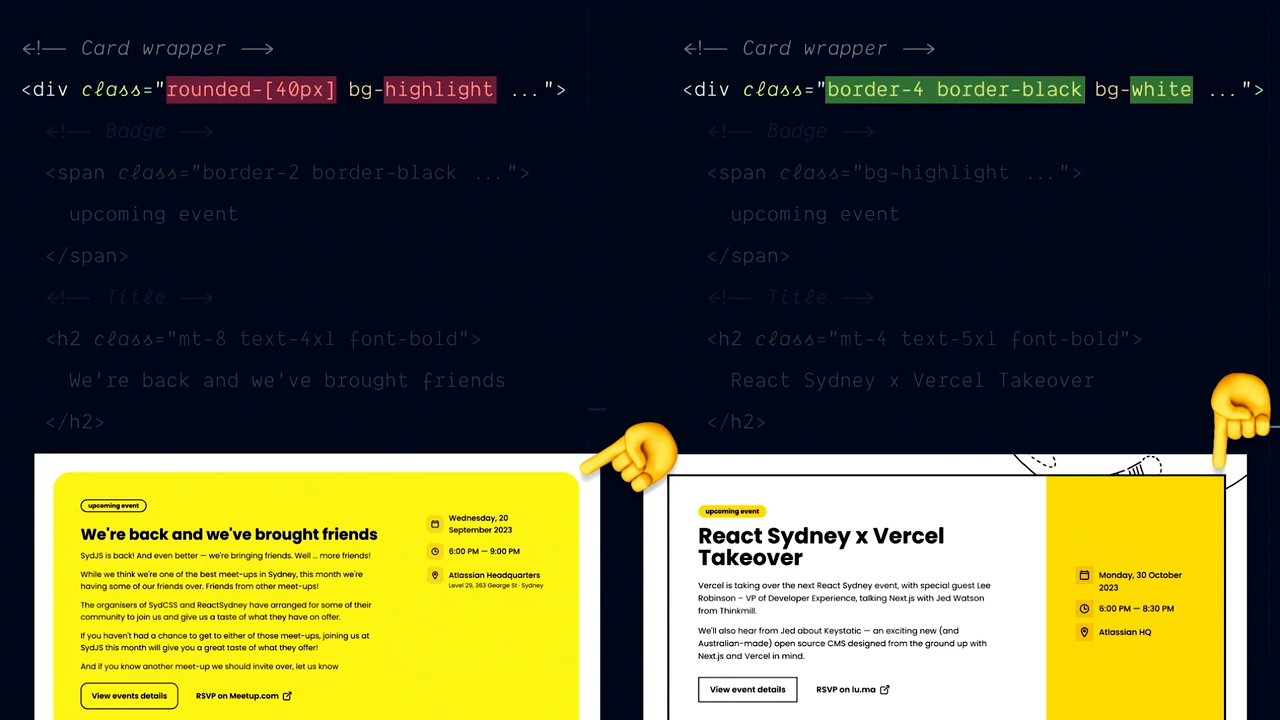 <!-- Card wrapper -->
<div class="rounded-[40px] bg-highlight ...">
<!-- Badge -->
<span class="border-2 border-black ...">
upcoming event
</span>
<!-- Title -->
<h2 class="mt-8 text-4xl font-bold">
We're back and we've brought friends
</h2>
<!-- Card wrapper -->
<div class="border-4 border-black bg-white ...">
<!-- Badge -->
<span class="bg-highlight ...">
upcoming event
</span>
<!-- Title -->
<h2 class="mt-4 text-5xl font-bold">
React Sydney x Vercel Takeover
</h2>
upcoming event
We're back and we've brought friends
SydJS is back! And even better — we're bringing friends. Well ... more friends!
While we think we're one of the best meet-ups in Sydney, this month we're
having some of our friends over. Friends from other meet-ups!
The organisers of SydCSS and ReactSydney have arranged for some of their
community to join us and give us a taste of what they have on offer.
If you haven't had a chance to get to either of those meet-ups, joining us at
SydJS this month will give you a great taste of what they offer!
And if you know another meet-up we should invite over, let us know
View events details
RSVP on Meetup.com
Wednesday, 20
September 2023
6:00 PM — 9:00 PM
Atlassian Headquarters
Level 29, 363 George St · Sydney
upcoming event
React Sydney x Vercel
Takeover
Vercel is taking over the next React Sydney event, with special guest Lee
Robinson – VP of Developer Experience, talking Next.js with Jed Watson
from Thinkmill.
We'll also hear from Jed about Keystatic — an exciting new (and
Australian-made) open source CMS designed from the ground up with
Next.js and Vercel in mind.
View event details
RSVP on lu.ma
Monday, 30 October
2023
6:00 PM — 8:30 PM
Atlassian HQ